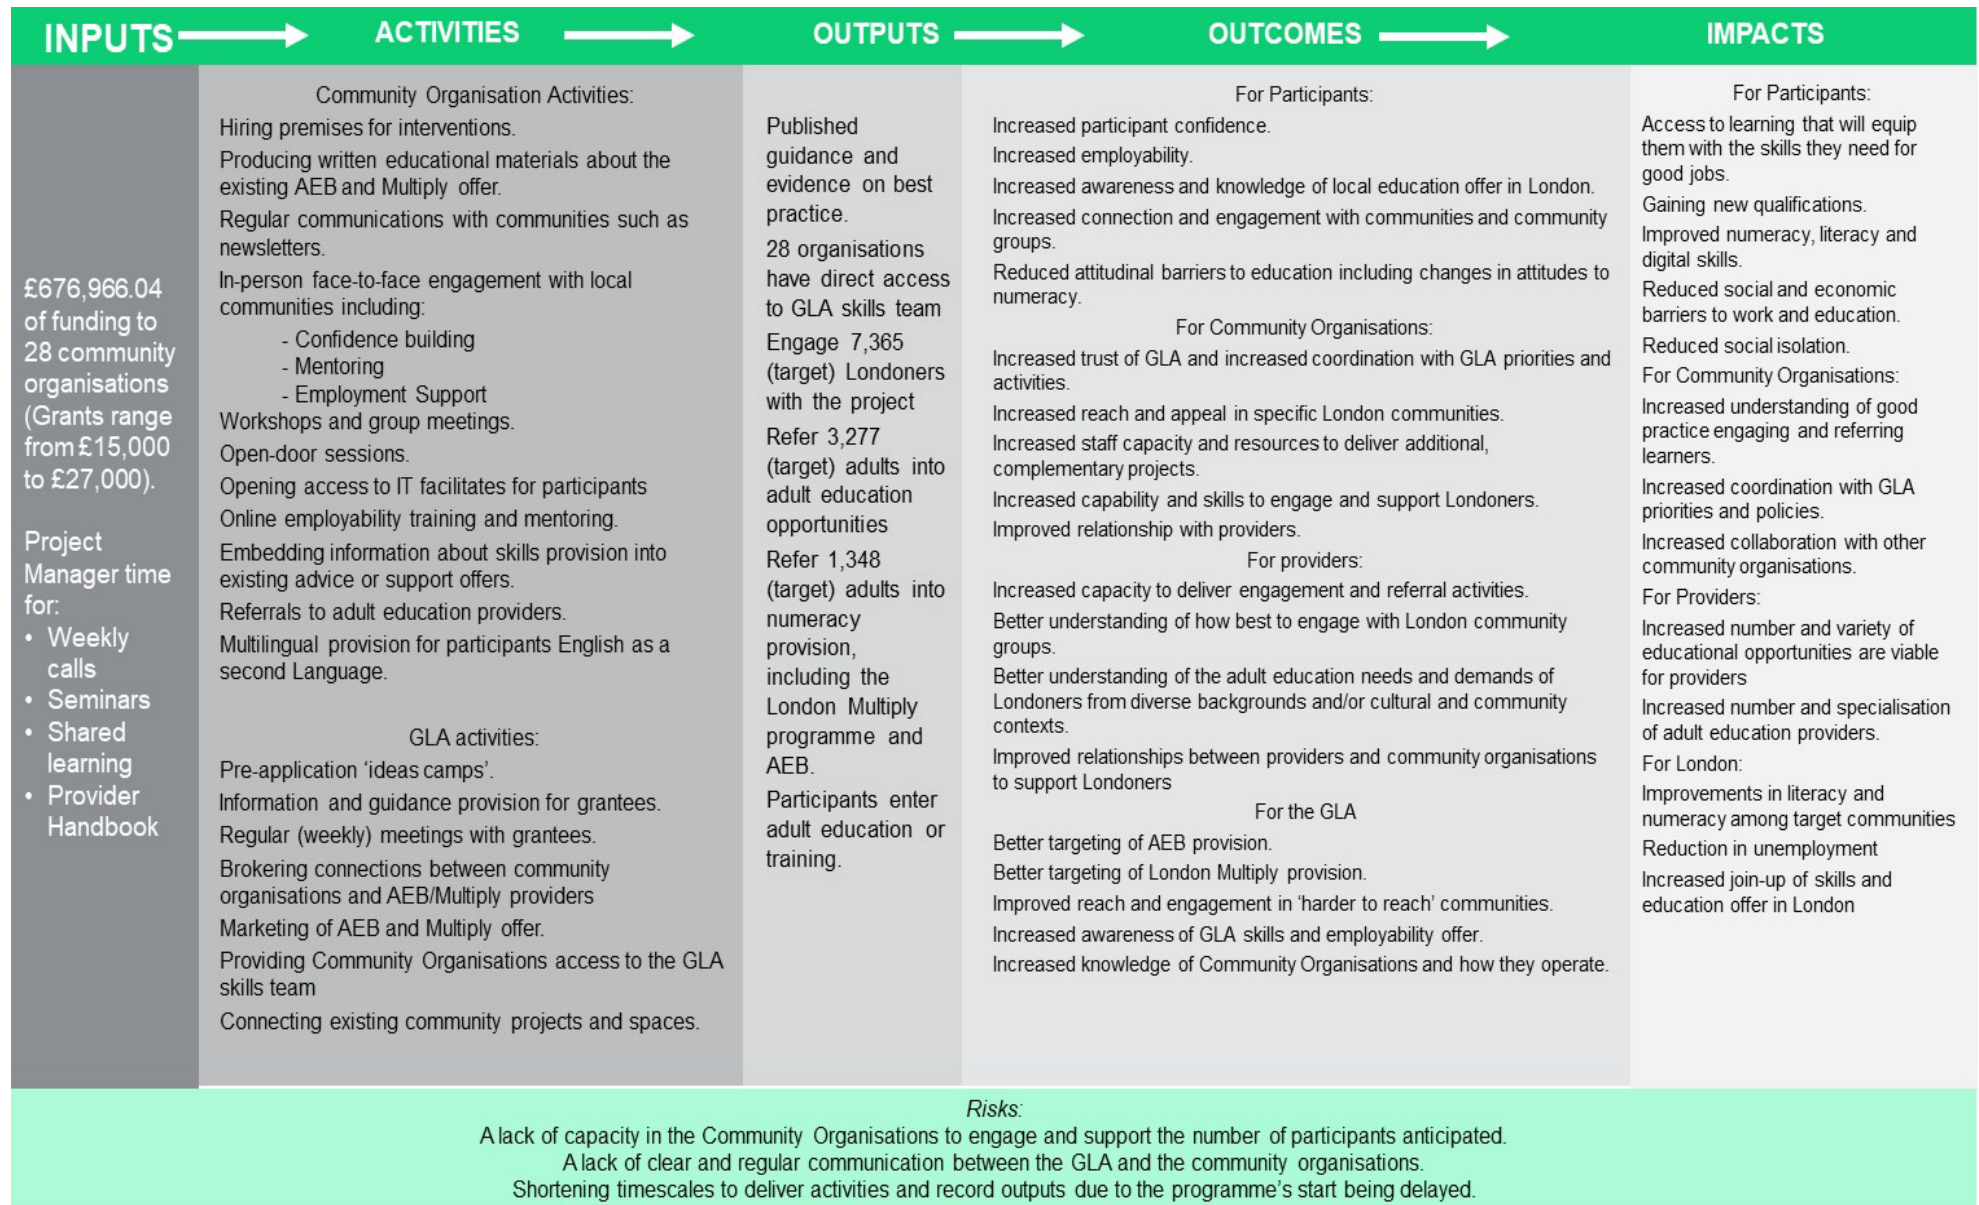 INPUTS
ACTIVITIES
OUTPUTS
OUTCOMES
IMPACTS
£676,966.04
of funding to
28 community
organisations
(Grants range
from £15,000
to £27,000).
Project
Manager time
for:
• Weekly
calls
• Seminars
• Shared
learning
• Provider
Handbook
Community Organisation Activities:
Hiring premises for interventions.
Producing written educational materials about the
existing AEB and Multiply offer.
Regular communications with communities such as
newsletters.
In-person face-to-face engagement with local
communities including:
- Confidence building
- Mentoring
- Employment Support
Workshops and group meetings.
Open-door sessions.
Opening access to IT facilitates for participants
Online employability training and mentoring.
Embedding information about skills provision into
existing advice or support offers.
Referrals to adult education providers.
Multilingual provision for participants English as a
second Language.
GLA activities:
Pre-application ‘ideas camps’.
Information and guidance provision for grantees.
Regular (weekly) meetings with grantees.
Brokering connections between community
organisations and AEB/Multiply providers
Marketing of AEB and Multiply offer.
Providing Community Organisations access to the GLA
skills team
Connecting existing community projects and spaces.
Published
guidance and
evidence on best
practice.
28 organisations
have direct access
to GLA skills team
Engage 7,365
(target) Londoners
with the project
Refer 3,277
(target) adults into
adult education
opportunities
Refer 1,348
(target) adults into
numeracy
provision,
including the
London Multiply
programme and
AEB.
Participants enter
adult education or
training.
For Participants:
Increased participant confidence.
Increased employability.
Increased awareness and knowledge of local education offer in London.
Increased connection and engagement with communities and community
groups.
Reduced attitudinal barriers to education including changes in attitudes to
numeracy.
For Community Organisations:
Increased trust of GLA and increased coordination with GLA priorities and
activities.
Increased reach and appeal in specific London communities.
Increased staff capacity and resources to deliver additional,
complementary projects.
Increased capability and skills to engage and support Londoners.
Improved relationship with providers.
For providers:
Increased capacity to deliver engagement and referral activities.
Better understanding of how best to engage with London community
groups.
Better understanding of the adult education needs and demands of
Londoners from diverse backgrounds and/or cultural and community
contexts.
Improved relationships between providers and community organisations
to support Londoners
For the GLA
Better targeting of AEB provision.
Better targeting of London Multiply provision.
Improved reach and engagement in ‘harder to reach’ communities.
Increased awareness of GLA skills and employability offer.
Increased knowledge of Community Organisations and how they operate.
For Participants:
Access to learning that will equip
them with the skills they need for
good jobs.
Gaining new qualifications.
Improved numeracy, literacy and
digital skills.
Reduced social and economic
barriers to work and education.
Reduced social isolation.
For Community Organisations:
Increased understanding of good
practice engaging and referring
learners.
Increased coordination with GLA
priorities and policies.
Increased collaboration with other
community organisations.
For Providers:
Increased number and variety of
educational opportunities are viable
for providers
Increased number and specialisation
of adult education providers.
For London:
Improvements in literacy and
numeracy among target communities
Reduction in unemployment
Increased join-up of skills and
education offer in London
Risks:
A lack of capacity in the Community Organisations to engage and support the number of participants anticipated.
A lack of clear and regular communication between the GLA and the community organisations.
Shortening timescales to deliver activities and record outputs due to the programme’s start being delayed.